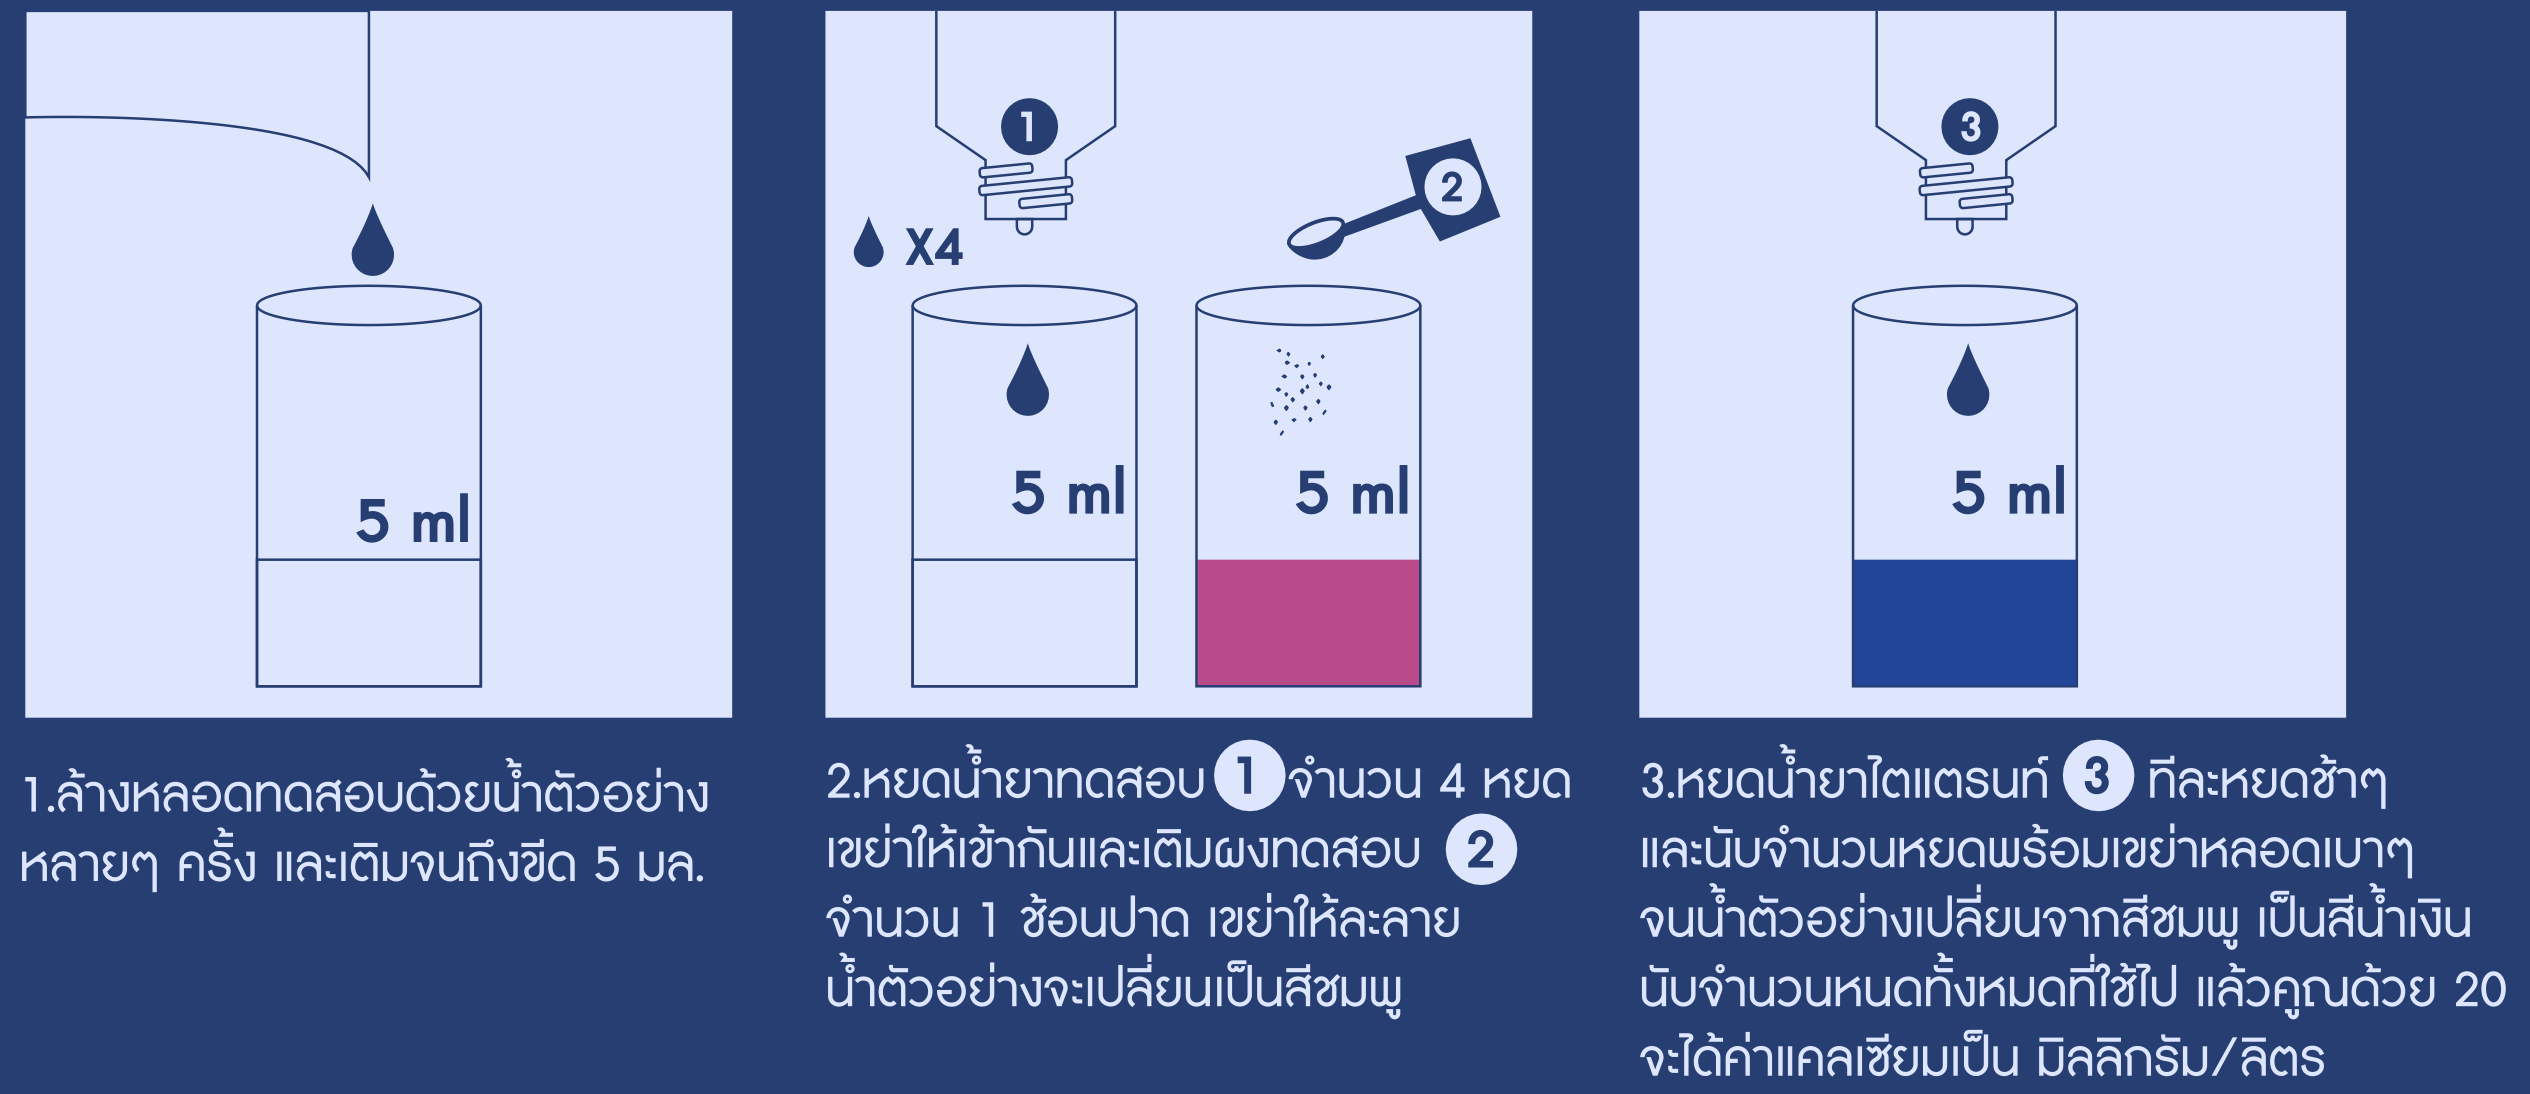 1
X4
2
3
5 ml
5 ml
5 ml
5 ml
1.ล้างหลอดทดสอบด้วยน้ำตัวอย่าง
หลายๆ ครั้ง และเติมจนถึงขีด 5 มล.
2.หยดน้ำยาทดสอบ 1 จำนวน 4 หยด
เขย่าให้เข้ากันและเติมผงทดสอบ 2
จำนวน 1 ช้อนปาด เขย่าให้ละลาย
น้ำตัวอย่างจะเปลี่ยนเป็นสีชมพู
3.หยดน้ำยาไตแตรนท์ 3 ทีละหยดช้าๆ
และนับจำนวนหยดพร้อมเขย่าหลอดเบาๆ
จนน้ำตัวอย่างเปลี่ยนจากสีชมพู เป็นสีน้ำเงิน
นับจำนวนหนดทั้งหมดที่ใช้ไป แล้วคูณด้วย 20
จะได้ค่าแคลเซียมเป็น มิลลิกรัม/ลิตร